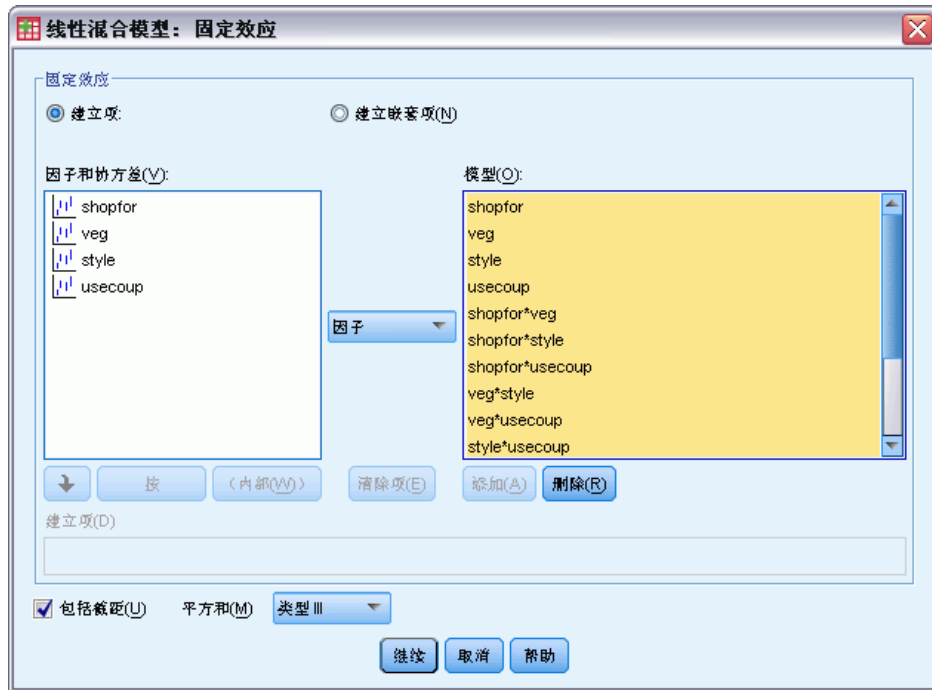 线性混合模型：固定效应
固定效应
建立项:
建立嵌套项(N)
因子和协方差(V):
模型(O):
shopfor
veg
style
usecoup
因子
shopfor
veg
style
usecoup
shopfor*veg
shopfor*style
shopfor*usecoup
veg*style
veg*usecoup
style*usecoup
按
（内部(W)）
清除项(E)
添加(A)
删除(R)
建立项(D)
包括截距(U)
平方和(M)
类型 III
继续
取消
帮助